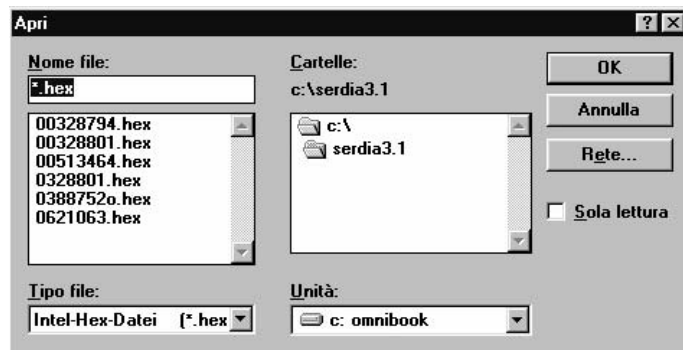 Apri
Nome file:
*.hex
00328794.hex
00328801.hex
00513464.hex
0328801.hex
0388752o.hex
0621063.hex
Tipo file:
Intel-Hex-Datei (*.hex
Cartelle:
c:\serdia3.1
c:\
serdia3.1
Unità:
c: omnibook
OK
Annulla
Rete...
Sola lettura